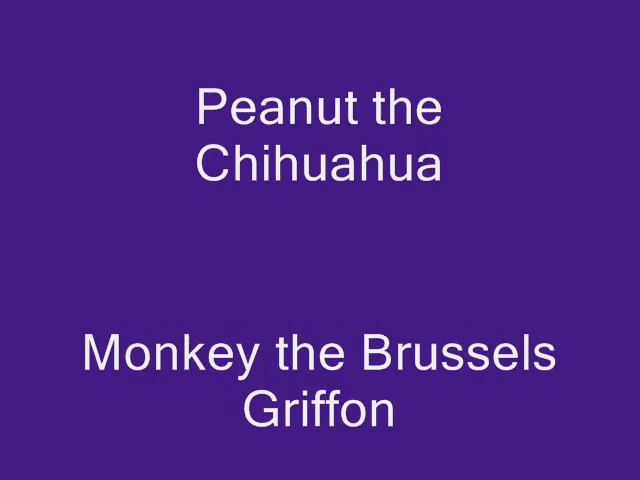 Peanut the
Chihuahua
Monkey the Brussels
Griffon